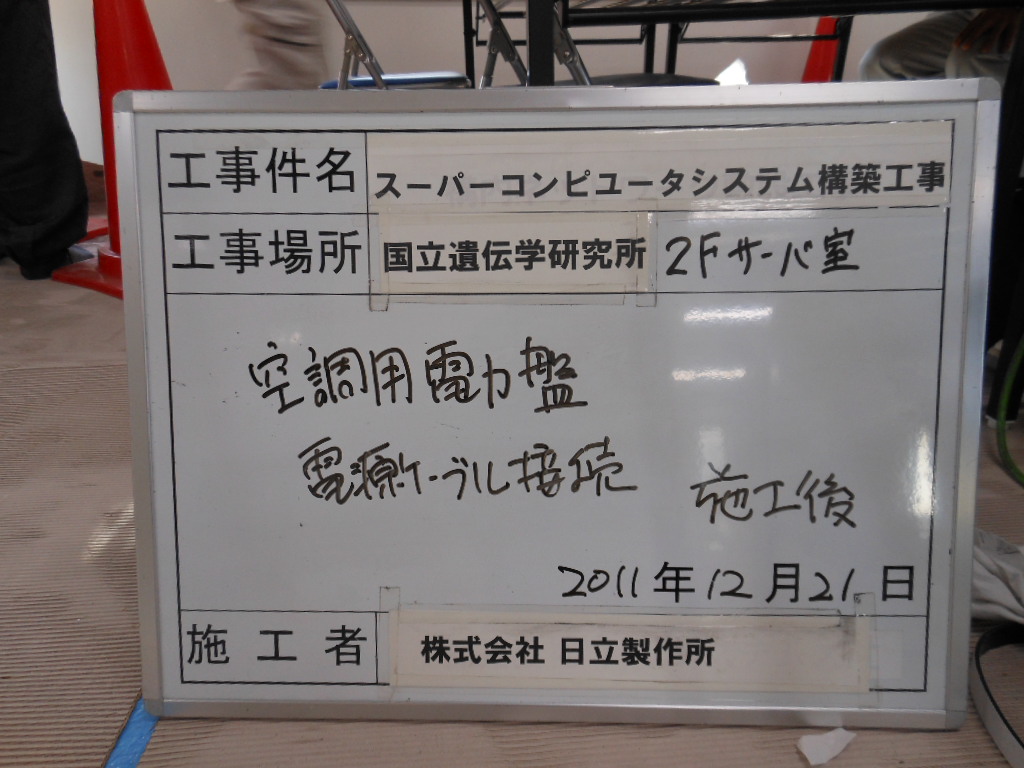 工事件名 スーパーコンピュータシステム構築工事
工事場所 国立遺伝学研究所 2Fサーバ室
空調用電力盤
電源ケーブル接続 施工後
2011年12月21日
施工者 株式会社 日立製作所